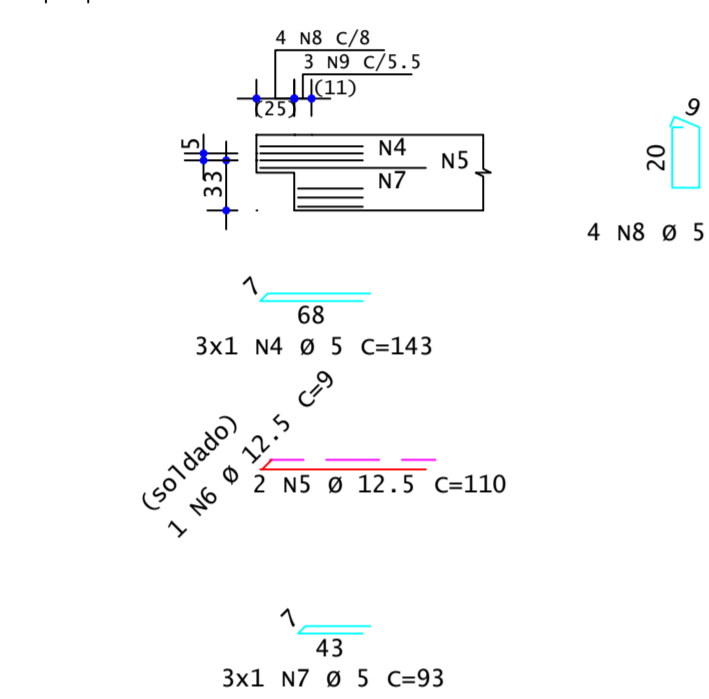 4 N8 C/8
3 N9 C/5.5
(11)
(25)
5
33
N4
N5
N7
9
20
4 N8 Ø 5
7
68
3x1 N4 Ø 5 C=143
(soldado)
1 N6 Ø 12.5 C=9
2 N5 Ø 12.5 C=110
7
43
3x1 N7 Ø 5 C=93